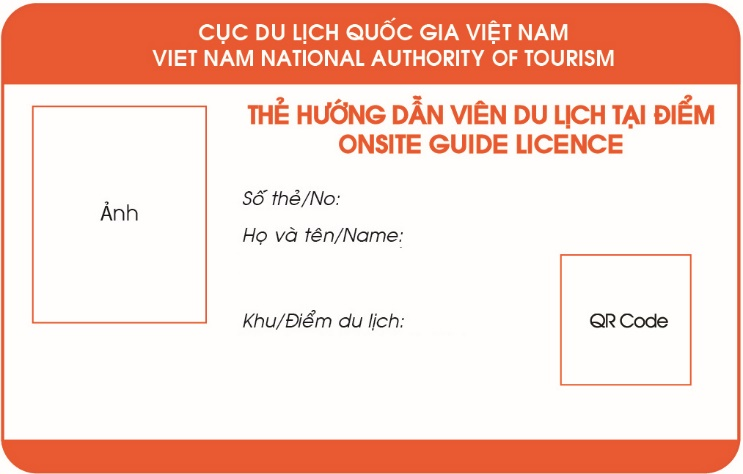 CỤC DU LỊCH QUỐC GIA VIỆT NAM
VIET NAM NATIONAL AUTHORITY OF TOURISM
THẺ HƯỚNG DẪN VIÊN DU LỊCH TẠI ĐIỂM
ONSITE GUIDE LICENCE
Ảnh
Số thẻ/No:
Họ và tên/Name:
Khu/Điểm du lịch:
QR Code